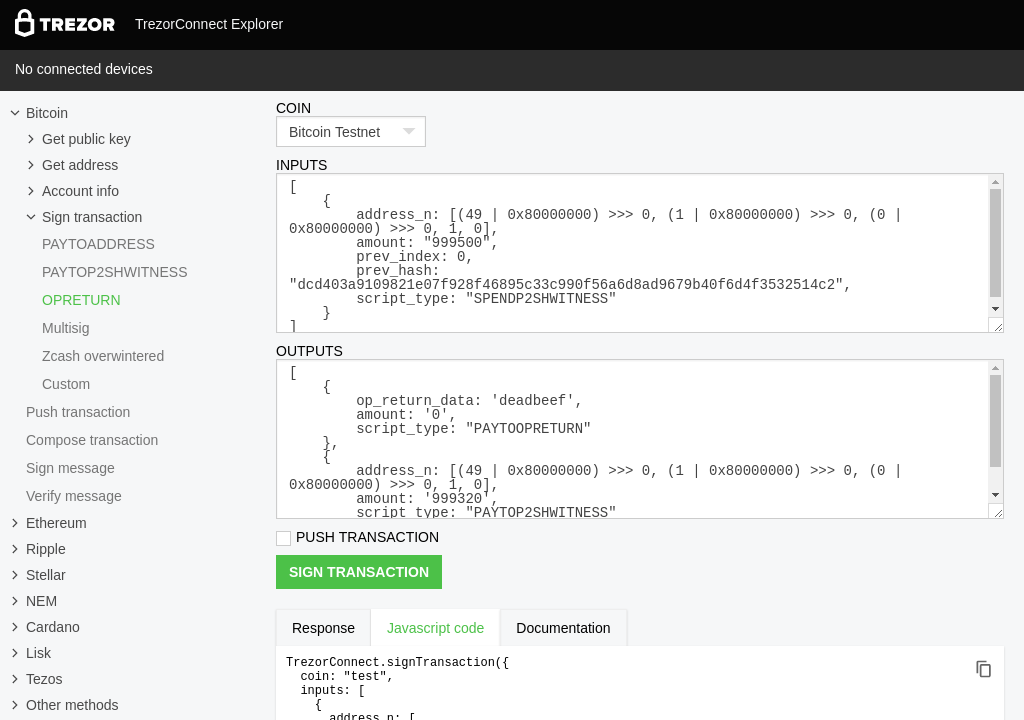 TREZOR TrezorConnect Explorer
No connected devices
Bitcoin
Get public key
Get address
Account info
Sign transaction
PAYTOADDRESS
PAYTOP2SHWITNESS
OPRETURN
Multisig
Zcash overwintered
Custom
Push transaction
Compose transaction
Sign message
Verify message
Ethereum
Ripple
Stellar
NEM
Cardano
Lisk
Tezos
Other methods
COIN
Bitcoin Testnet
INPUTS
[
    {
        address_n: [(49 | 0x80000000) >>> 0, (1 | 0x80000000) >>> 0, (0 |
0x80000000) >>> 0, 1, 0],
        amount: "999500",
        prev_index: 0,
        prev_hash:
"dcd403a9109821e07f928f46895c33c990f56a6d8ad9679b40f6d4f3532514c2",
        script_type: "SPENDP2SHWITNESS"
    }
]
OUTPUTS
[
    {
        op_return_data: 'deadbeef',
        amount: '0',
        script_type: "PAYTOOPRETURN"
    },
    {
        address_n: [(49 | 0x80000000) >>> 0, (1 | 0x80000000) >>> 0, (0 |
0x80000000) >>> 0, 1, 0],
        amount: '999320',
        script_type: "PAYTOP2SHWITNESS"
PUSH TRANSACTION
SIGN TRANSACTION
Response Javascript code Documentation
TrezorConnect.signTransaction({
  coin: "test",
  inputs: [
    {
      address_n: [